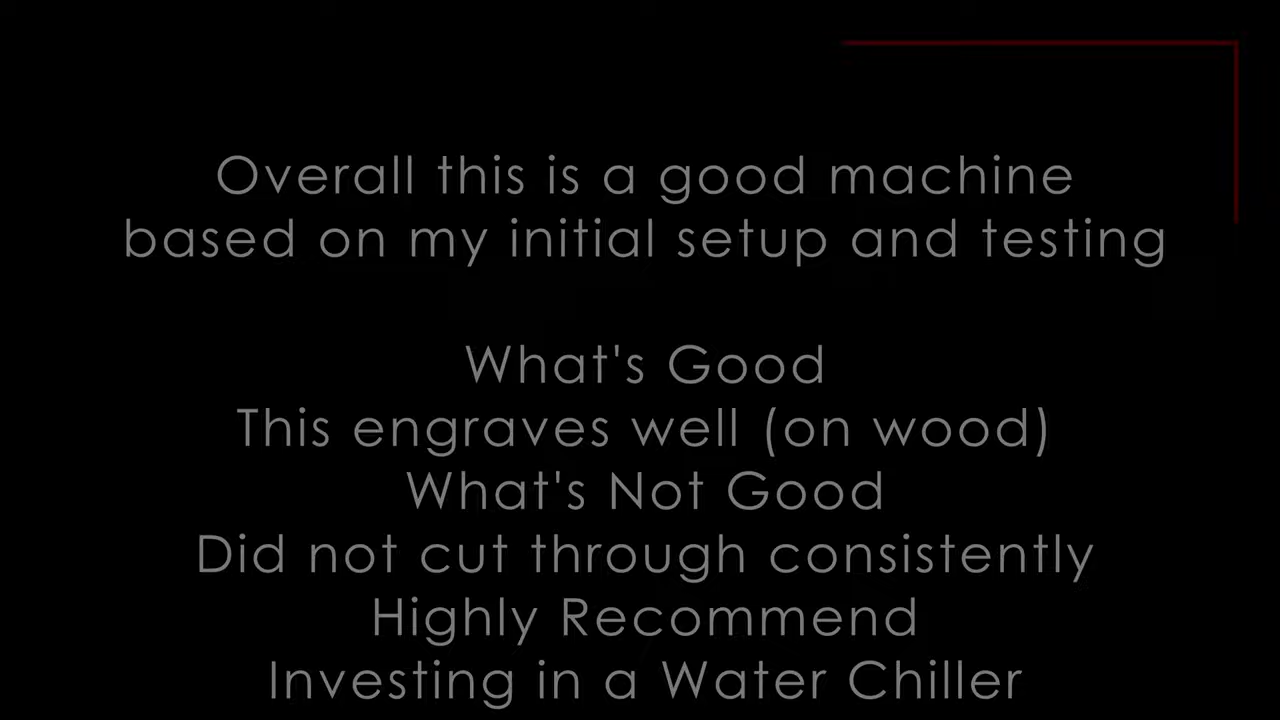 Overall this is a good machine
based on my initial setup and testing
What's Good
This engraves well (on wood)
What's Not Good
Did not cut through consistently
Highly Recommend
Investing in a Water Chiller